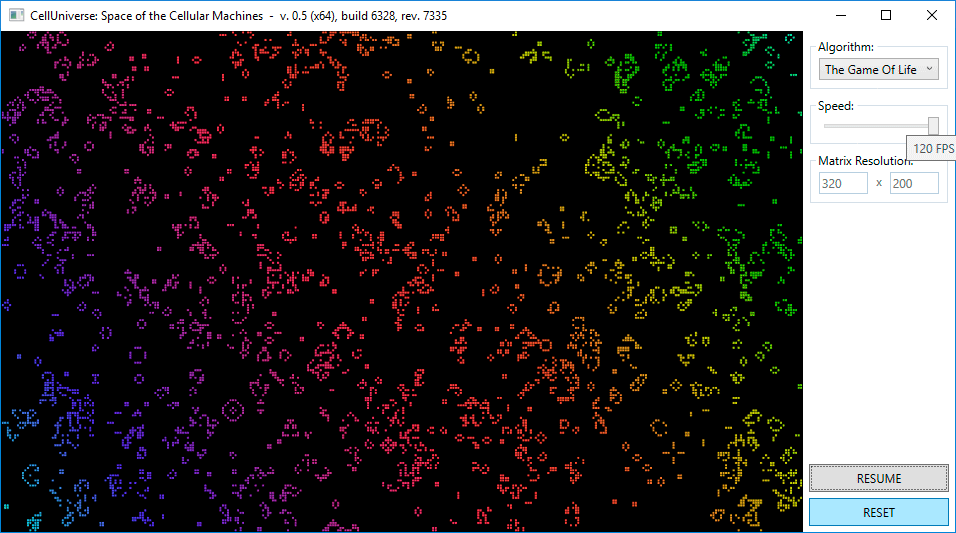 CellUniverse: Space of the Cellular Machines - v. 0.5 (x64), build 6328, rev. 7335
Algorithm:
The Game Of Life
Speed:
120 FPS
Matrix Resolution:
320 x 200
RESUME
RESET